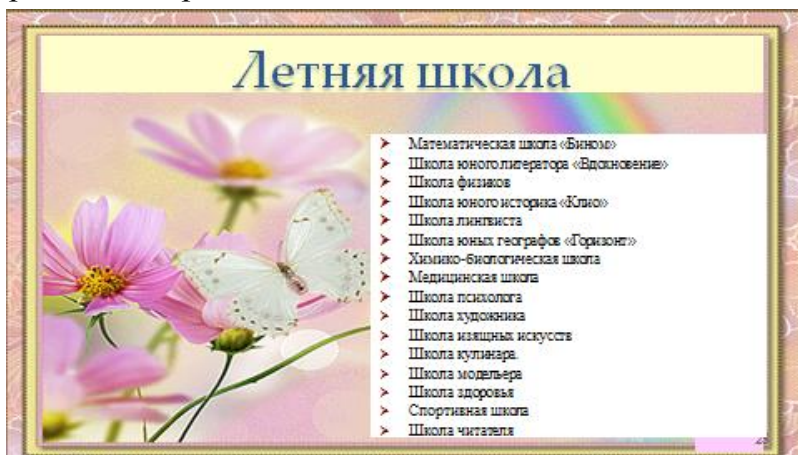 Летняя школа
Математическая школа «Бином»
Школа юного литератора «Вдохновение»
Школа физиков
Школа юного историка «Клио»
Школа лингвиста
Школа юных географов «Горизонт»
Химико-биологическая школа
Медицинская школа
Школа психолога
Школа художника
Школа изящных искусств
Школа кулинара
Школа модельера
Школа здоровья
Спортивная школа
Школа читателя